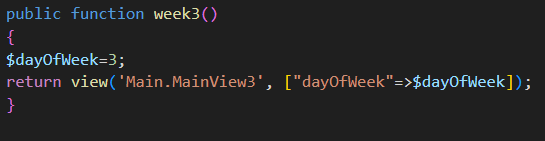 public function week3()
{
$dayOfWeek=3;
return view('Main.MainView3', ["dayOfWeek"=>$dayOfWeek]);
}